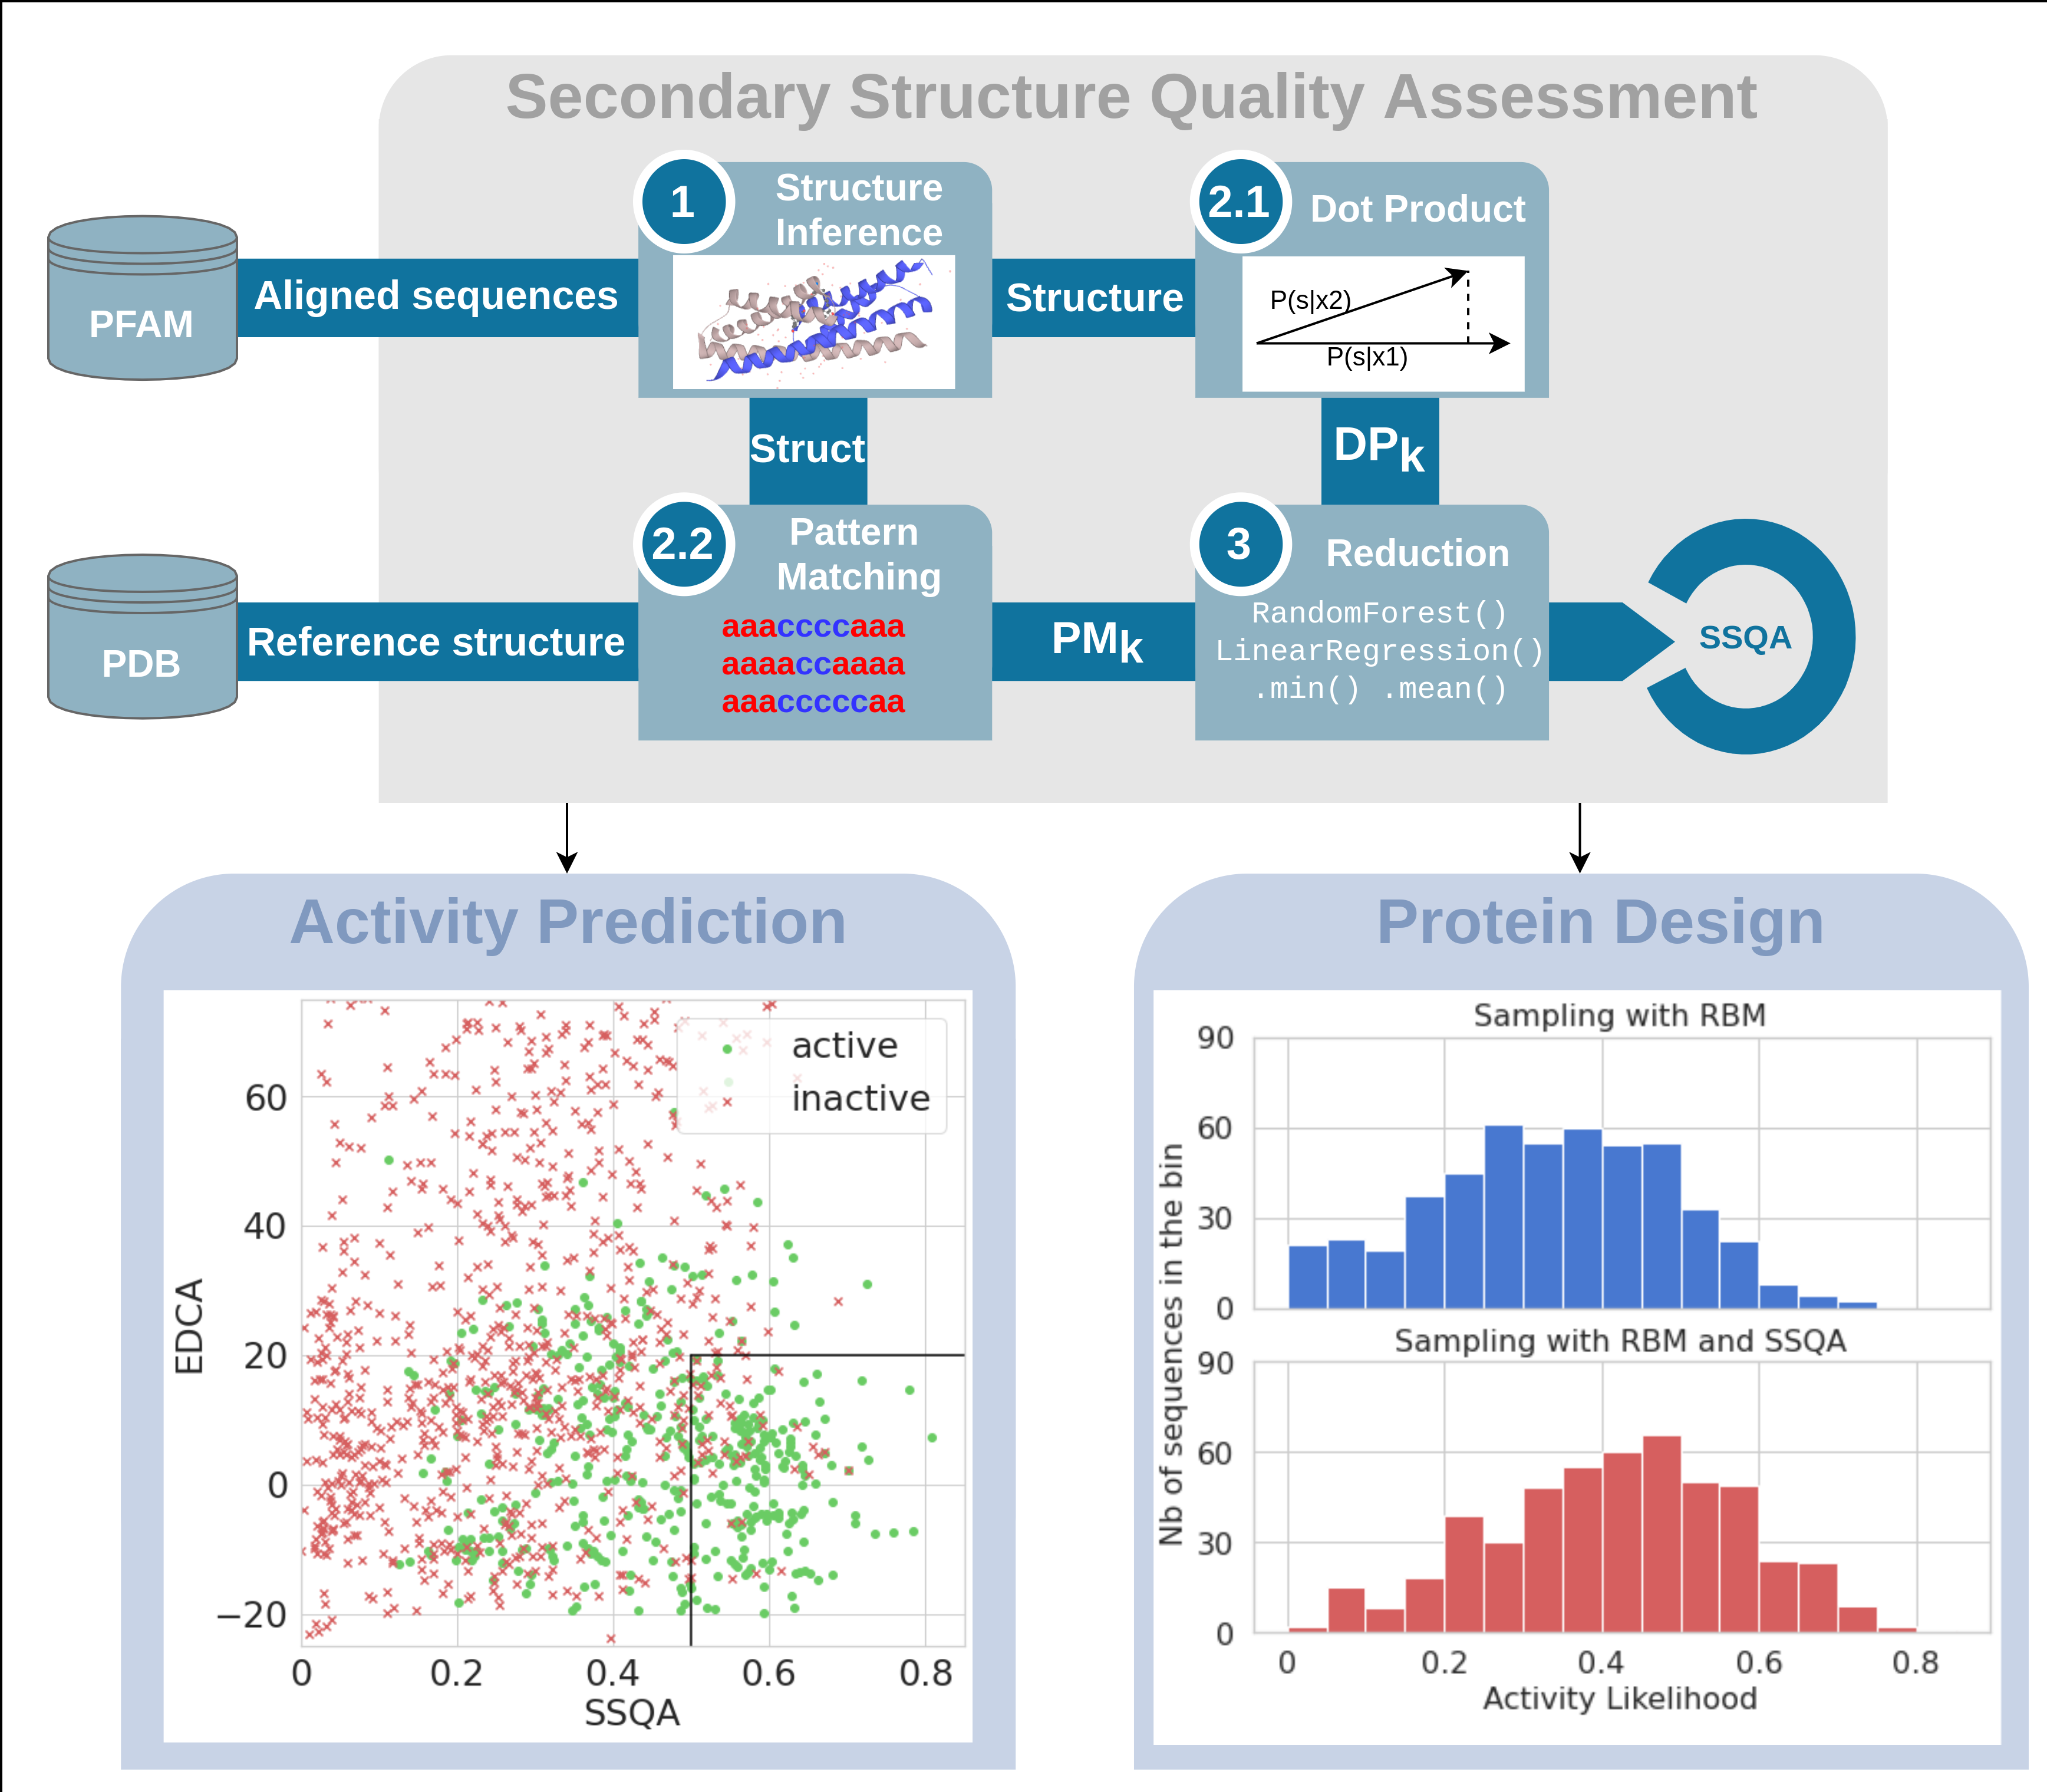 Secondary Structure Quality Assessment
PFAM
Aligned sequences
1
Structure
Inference
Structure
2.1
Dot Product
P(s|x2)
P(s|x1)
Struct
DPk
PDB
Reference structure
2.2
Pattern
Matching
aaaccccaaa
aaaaccaaaa
aaacccccaa
PMk
3
Reduction
RandomForest()
LinearRegression()
.min() .mean()
SSQA
Activity Prediction
active
inactive
60
40
20
0
−20
EDCA
0 0.2 0.4 0.6 0.8
SSQA
Protein Design
Sampling with RBM
90
60
30
0
Nb of sequences in the bin
Sampling with RBM and SSQA
90
60
30
0
0 0.2 0.4 0.6 0.8
Activity Likelihood